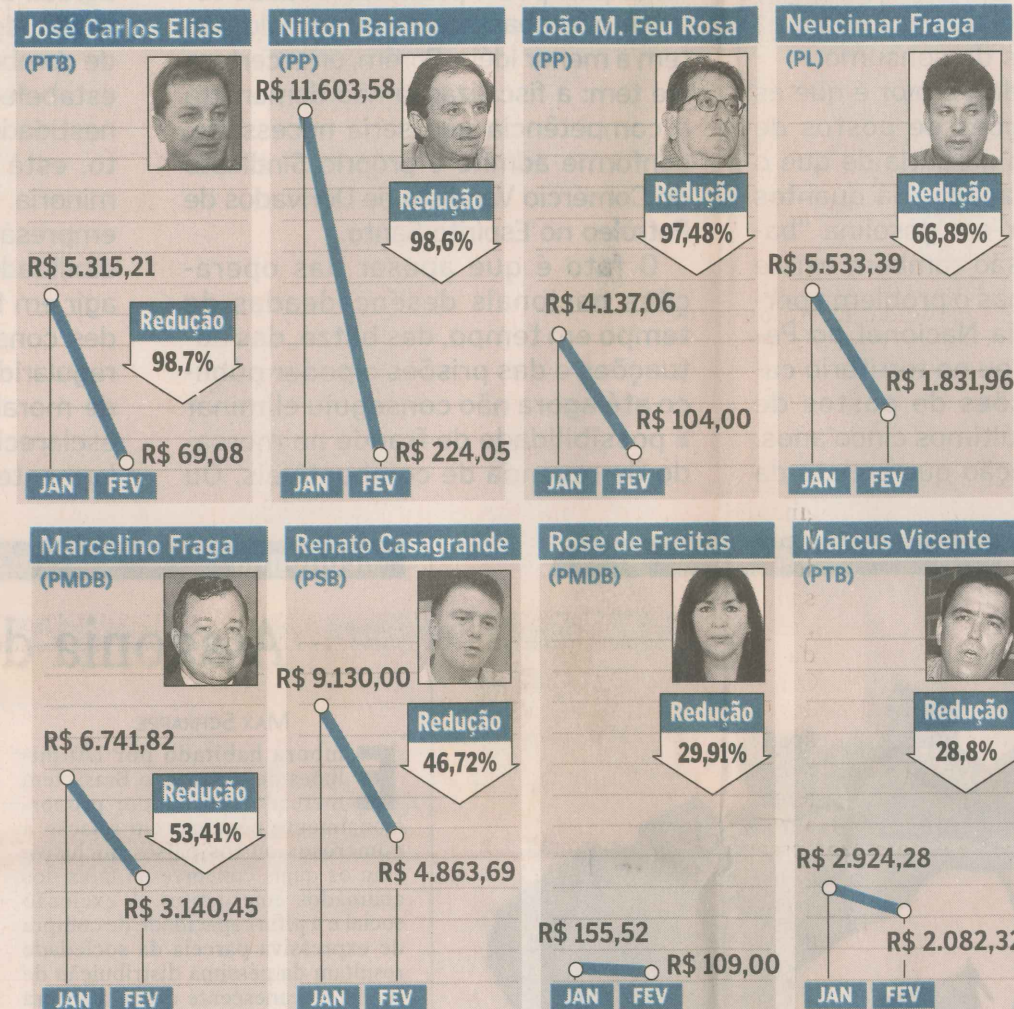 José Carlos Elias
(PTB)
R$ 5.315,21
Redução
98,7%
R$ 69,08
JAN FEV
Nilton Baiano
(PP)
R$ 11.603,58
Redução
98,6%
R$ 224,05
JAN FEV
João M. Feu Rosa
(PP)
Redução
97,48%
R$ 4.137,06
R$ 104,00
JAN FEV
Neucimar Fraga
(PL)
Redução
66,89%
R$ 5.533,39
R$ 1.831,96
JAN FEV
Marcelino Fraga
(PMDB)
R$ 6.741,82
Redução
53,41%
R$ 3.140,45
JAN FEV
Renato Casagrande
(PSB)
R$ 9.130,00
Redução
46,72%
R$ 4.863,69
JAN FEV
Rose de Freitas
(PMDB)
Redução
29,91%
R$ 155,52
R$ 109,00
JAN FEV
Marcus Vicente
(PTB)
Redução
28,8%
R$ 2.924,28
R$ 2.082,32
JAN FEV